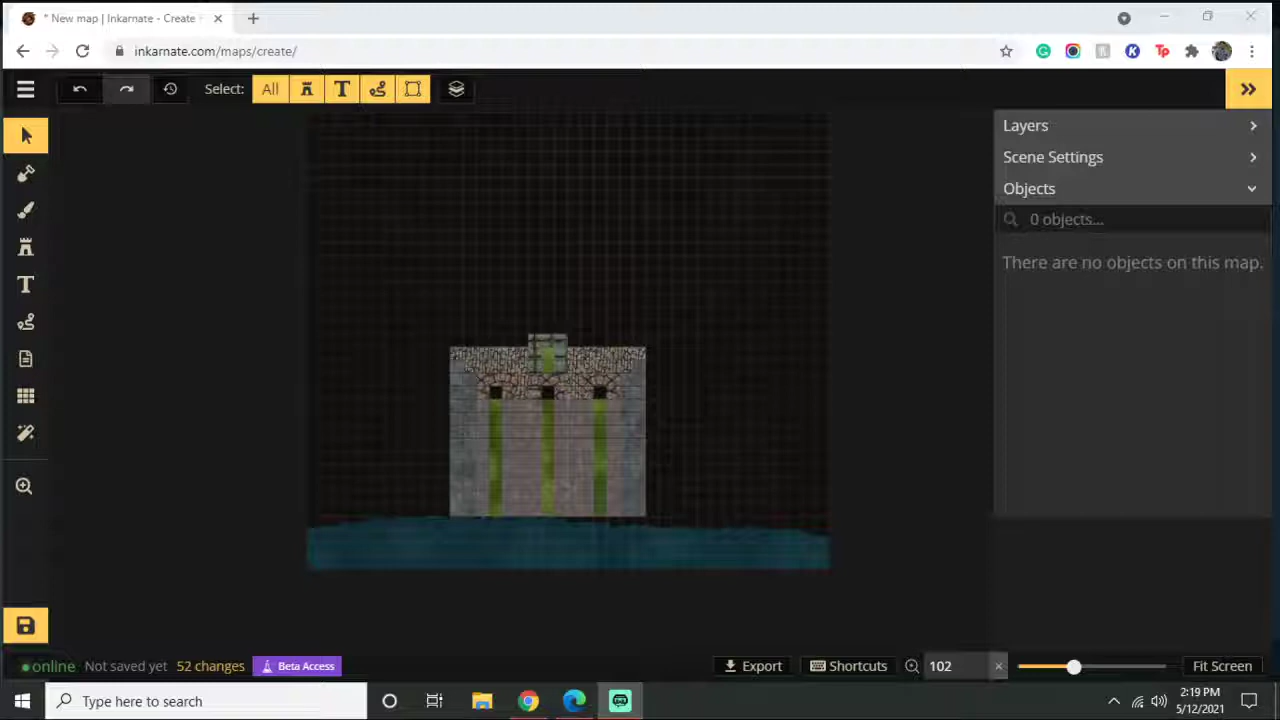 * New map | Inkarnate - Create F
inkarnate.com/maps/create/
Select: All T
Layers
Scene Settings
Objects
0 objects...
There are no objects on this map.
T
online Not saved yet 52 changes Beta Access Export Shortcuts 102 × Fit Screen
Type here to search
2:19 PM
5/12/2021